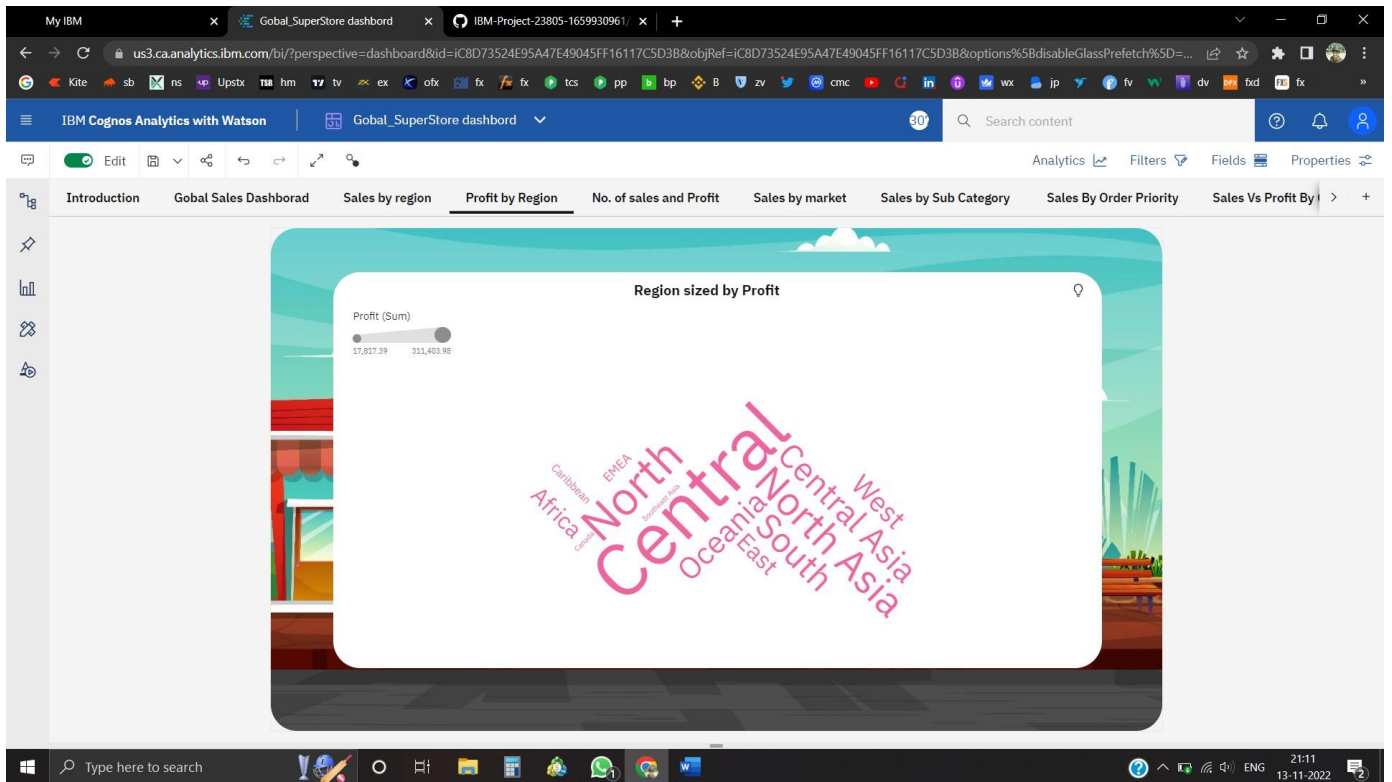 My IBM
Gobal_SuperStore dashbord
IBM-Project-23805-1659930961/
us3.ca.analytics.ibm.com/bi/?perspective=dashboard&id=iC8D73524E95A47E49045FF16117C5D3B&objRef=iC8D73524E95A47E49045FF16117C5D3B&options%5BdisableGlassPrefetch%5D=...
Kite sb ns Upstx hm tv ex ofx fx fx tcs pp bp B zv cmc wx jp fv dv fxd fx
IBM Cognos Analytics with Watson
Gobal_SuperStore dashbord
30
Search content
Edit
Analytics Filters Fields Properties
Introduction Gobal Sales Dashborad Sales by region Profit by Region No. of sales and Profit Sales by market Sales by Sub Category Sales By Order Priority Sales Vs Profit By
Region sized by Profit
Profit (Sum)
17,817.39 311,403.98
Central
North
Caribbean
EMEA
Africa
Canada
Southeast Asia
Oceania
East
South
North Asia
Central Asia
West
Type here to search
ENG
21:11
13-11-2022